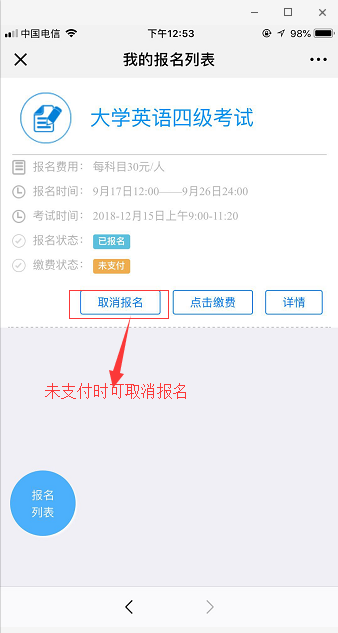 中国电信 下午12:53 98%
我的报名列表
大学英语四级考试
报名费用： 每科目30元/人
报名时间： 9月17日12:00——9月26日24:00
考试时间： 2018-12月15日上午9:00-11:20
报名状态： 已报名
缴费状态： 未支付
取消报名 点击缴费 详情
未支付时可取消报名
报名
列表